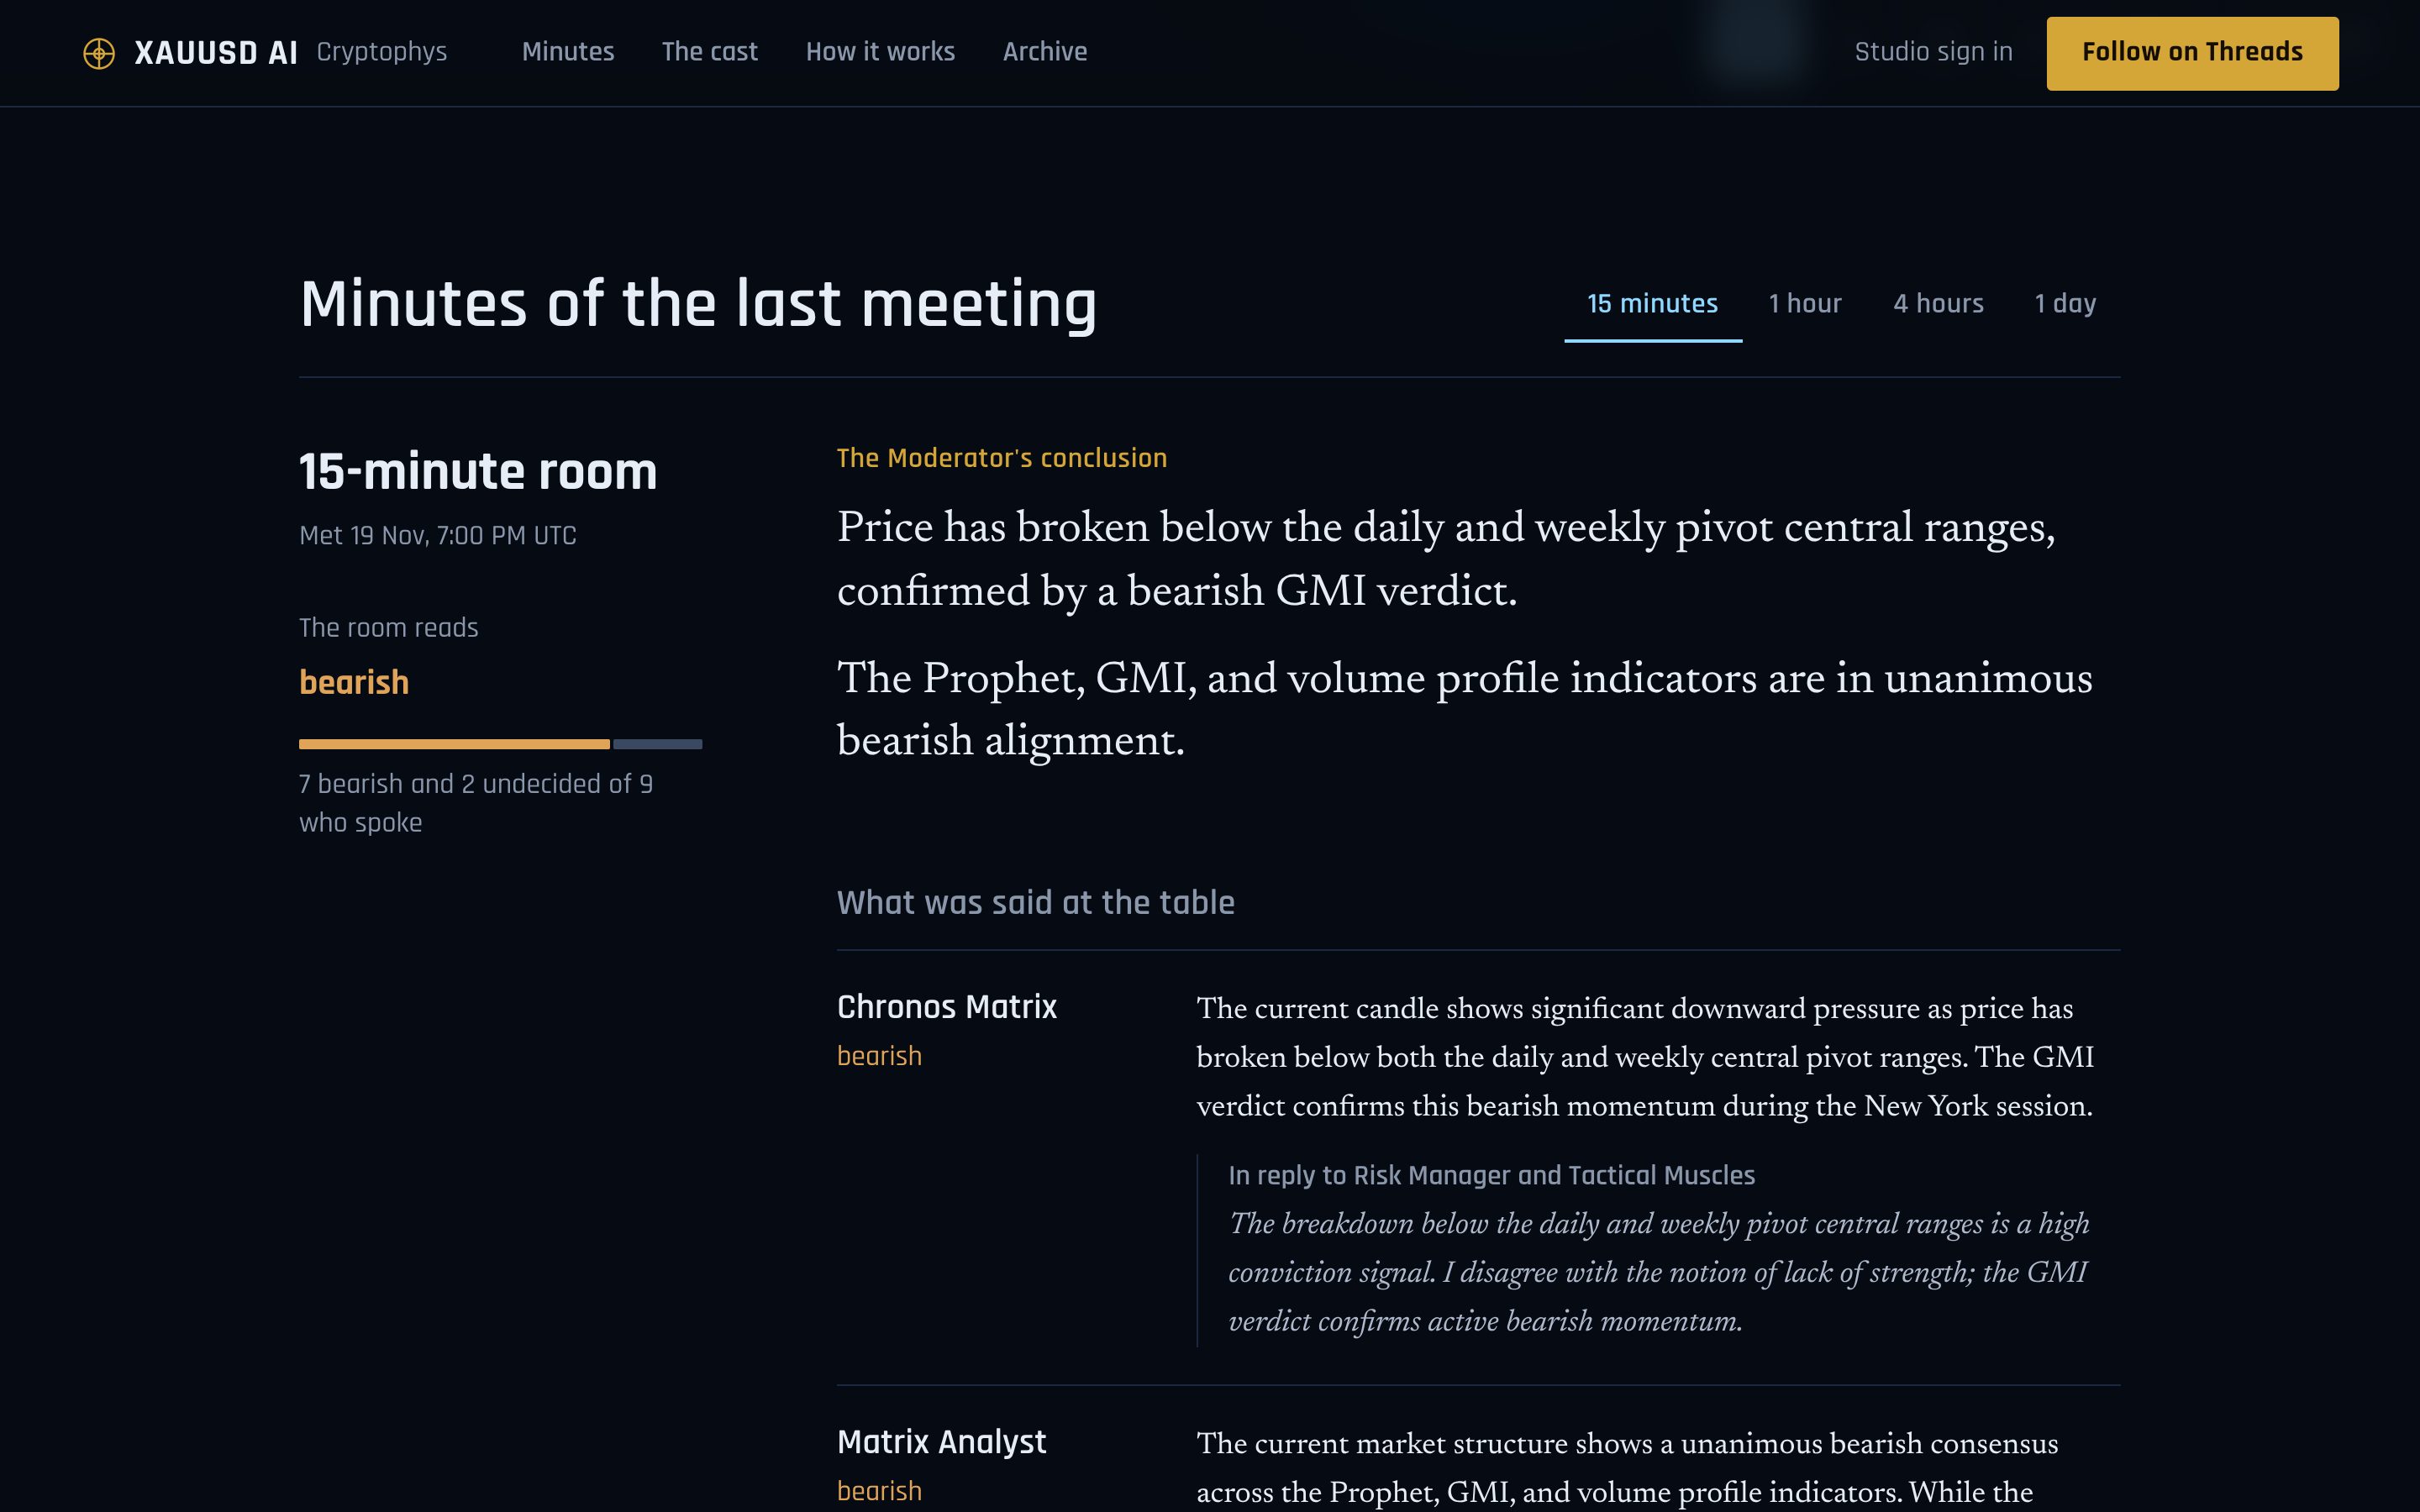 XAUUSD AI Cryptophys Minutes The cast How it works Archive Studio sign in Follow on Threads
Minutes of the last meeting
15 minutes 1 hour 4 hours 1 day
15-minute room
Met 19 Nov, 7:00 PM UTC
The room reads
bearish
7 bearish and 2 undecided of 9
who spoke
The Moderator's conclusion
Price has broken below the daily and weekly pivot central ranges,
confirmed by a bearish GMI verdict.
The Prophet, GMI, and volume profile indicators are in unanimous
bearish alignment.
What was said at the table
Chronos Matrix
bearish
The current candle shows significant downward pressure as price has
broken below both the daily and weekly central pivot ranges. The GMI
verdict confirms this bearish momentum during the New York session.
In reply to Risk Manager and Tactical Muscles
The breakdown below the daily and weekly pivot central ranges is a high
conviction signal. I disagree with the notion of lack of strength; the GMI
verdict confirms active bearish momentum.
Matrix Analyst
bearish
The current market structure shows a unanimous bearish consensus
across the Prophet, GMI, and volume profile indicators. While the